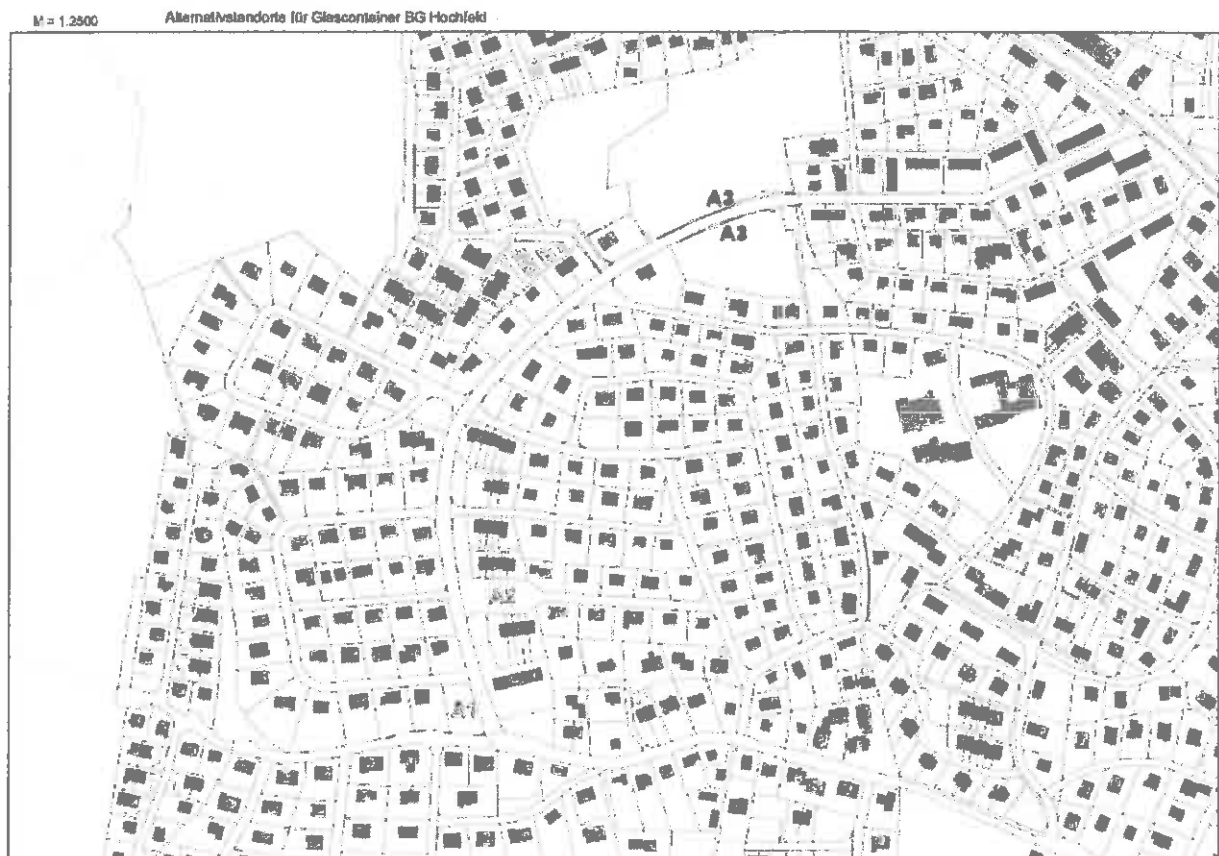 M = 1:2500
Alternativstandorte für Glascontainer BG Hochfeld
A3
A3
A2
A1